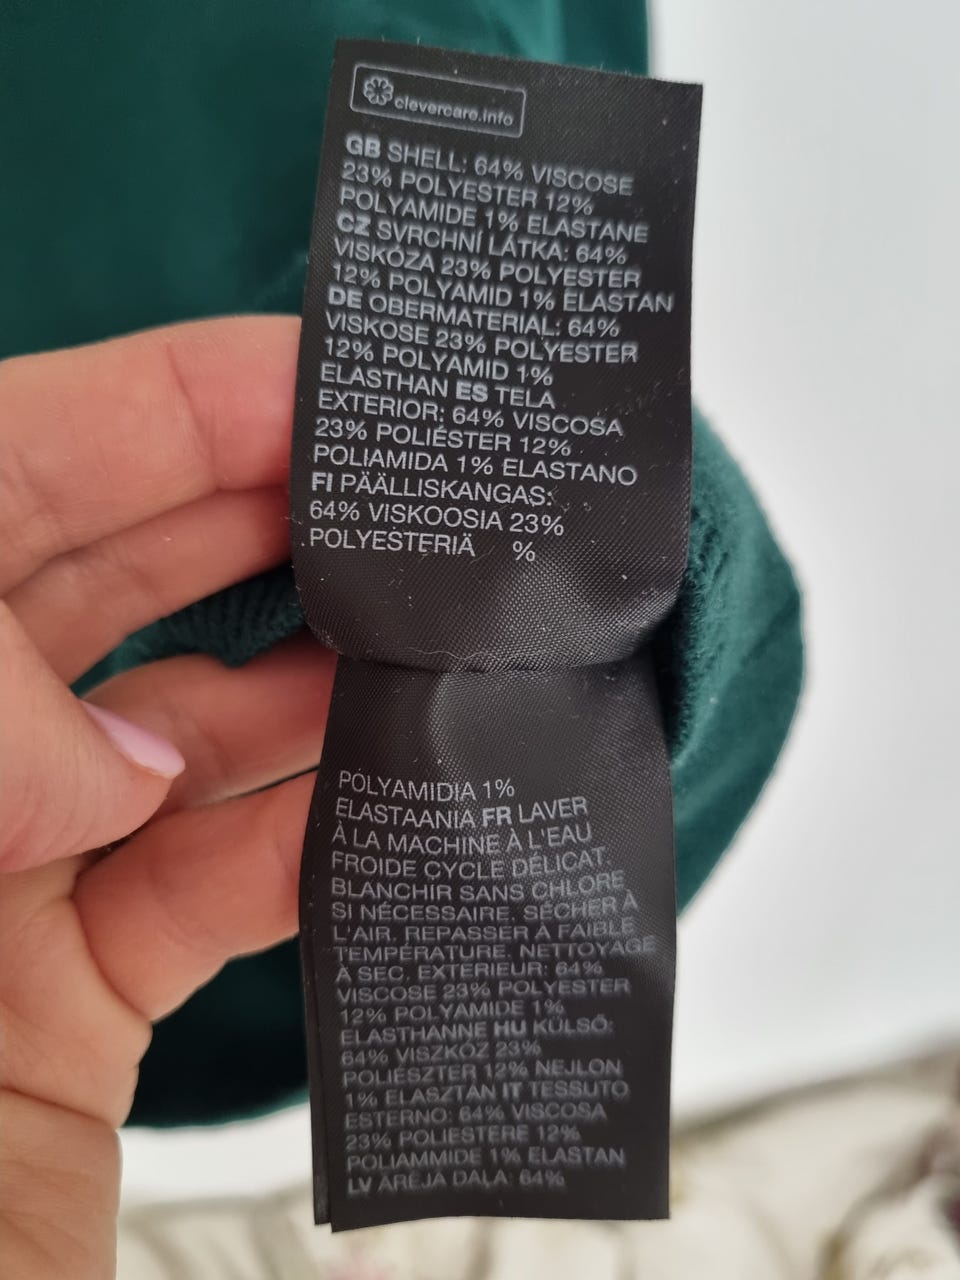 clevercare.info
GB SHELL: 64% VISCOSE
23% POLYESTER 12%
POLYAMIDE 1% ELASTANE
CZ SVRCHNÍ LÁTKA: 64%
VISKÓZA 23% POLYESTER
12% POLYAMID 1% ELASTAN
DE OBERMATERIAL: 64%
VISKOSE 23% POLYESTER
12% POLYAMID 1%
ELASTHAN ES TELA
EXTERIOR: 64% VISCOSA
23% POLIÉSTER 12%
POLIAMIDA 1% ELASTANO
FI PÄÄLLISKANGAS:
64% VISKOOSIA 23%
POLYESTERIÄ %
POLYAMIDIA 1%
ELASTAANIA FR LAVER
À LA MACHINE À L'EAU
FROIDE CYCLE DÉLICAT.
BLANCHIR SANS CHLORE
SI NÉCESSAIRE. SÉCHER À
L'AIR. REPASSER À FAIBLE
TEMPÉRATURE. NETTOYAGE
À SEC. EXTERIEUR: 64%
VISCOSE 23% POLYESTER
12% POLYAMIDE 1%
ELASTHANNE HU KÜLSŐ:
64% VISZKÓZ 23%
POLIÉSZTER 12% NEJLON
1% ELASZTÁN IT TESSUTO
ESTERNO: 64% VISCOSA
23% POLIESTERE 12%
POLIAMMIDE 1% ELASTAN
LV ĀRĒJĀ DAĻA: 64%